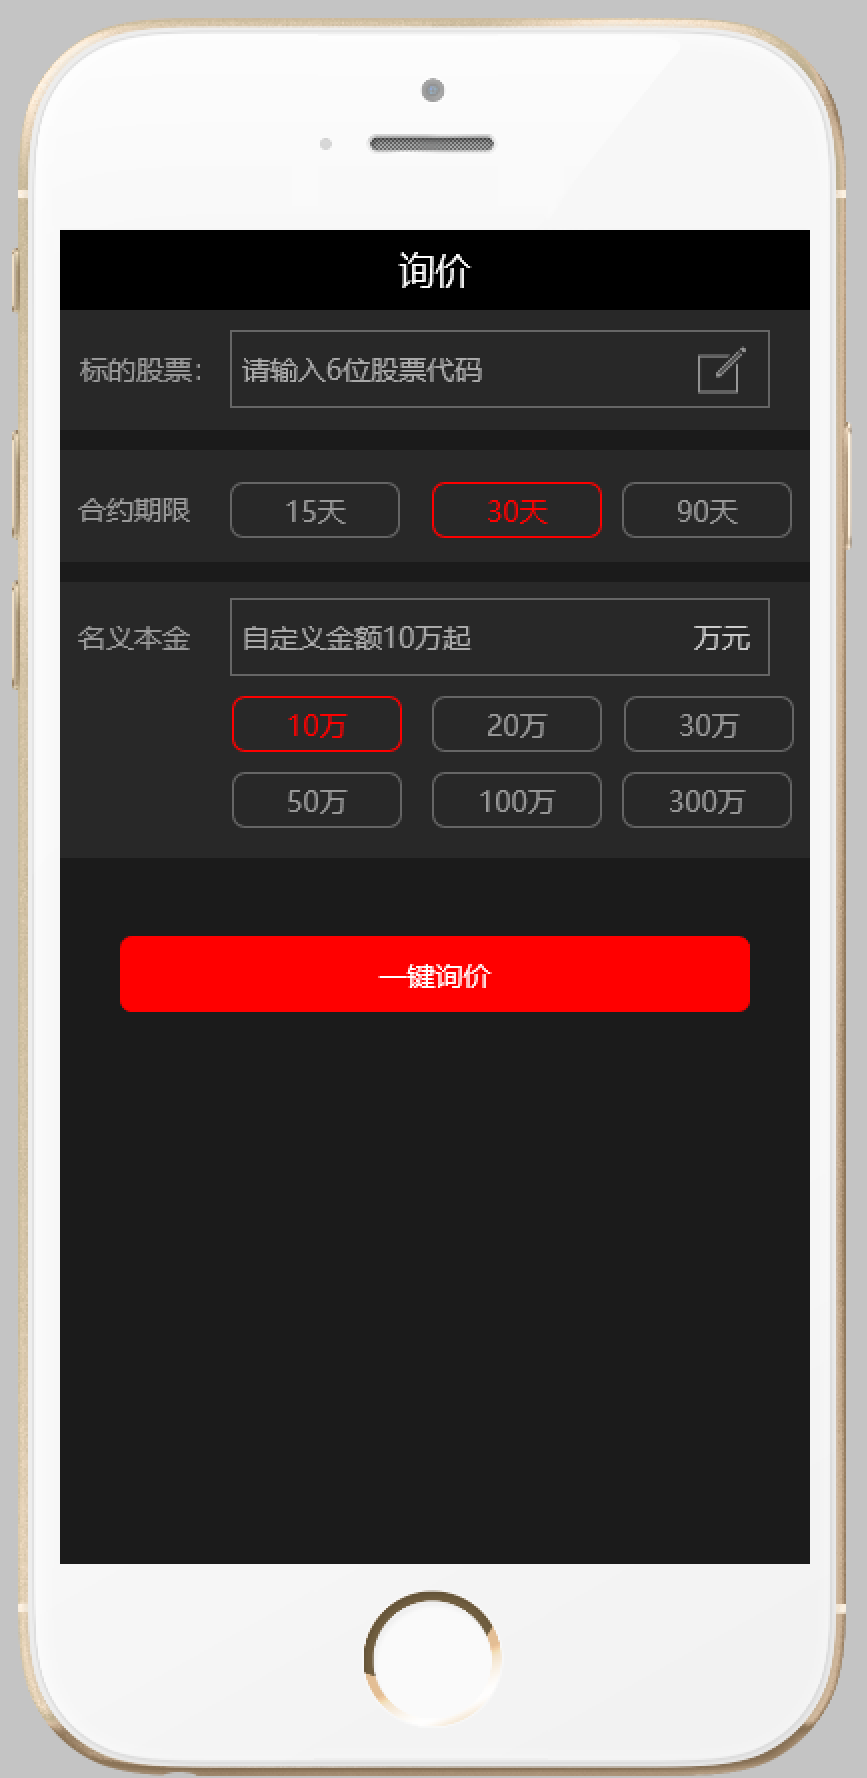 询价
标的股票： 请输入6位股票代码
合约期限 15天 30天 90天
名义本金 自定义金额10万起 万元
10万 20万 30万
50万 100万 300万
一键询价